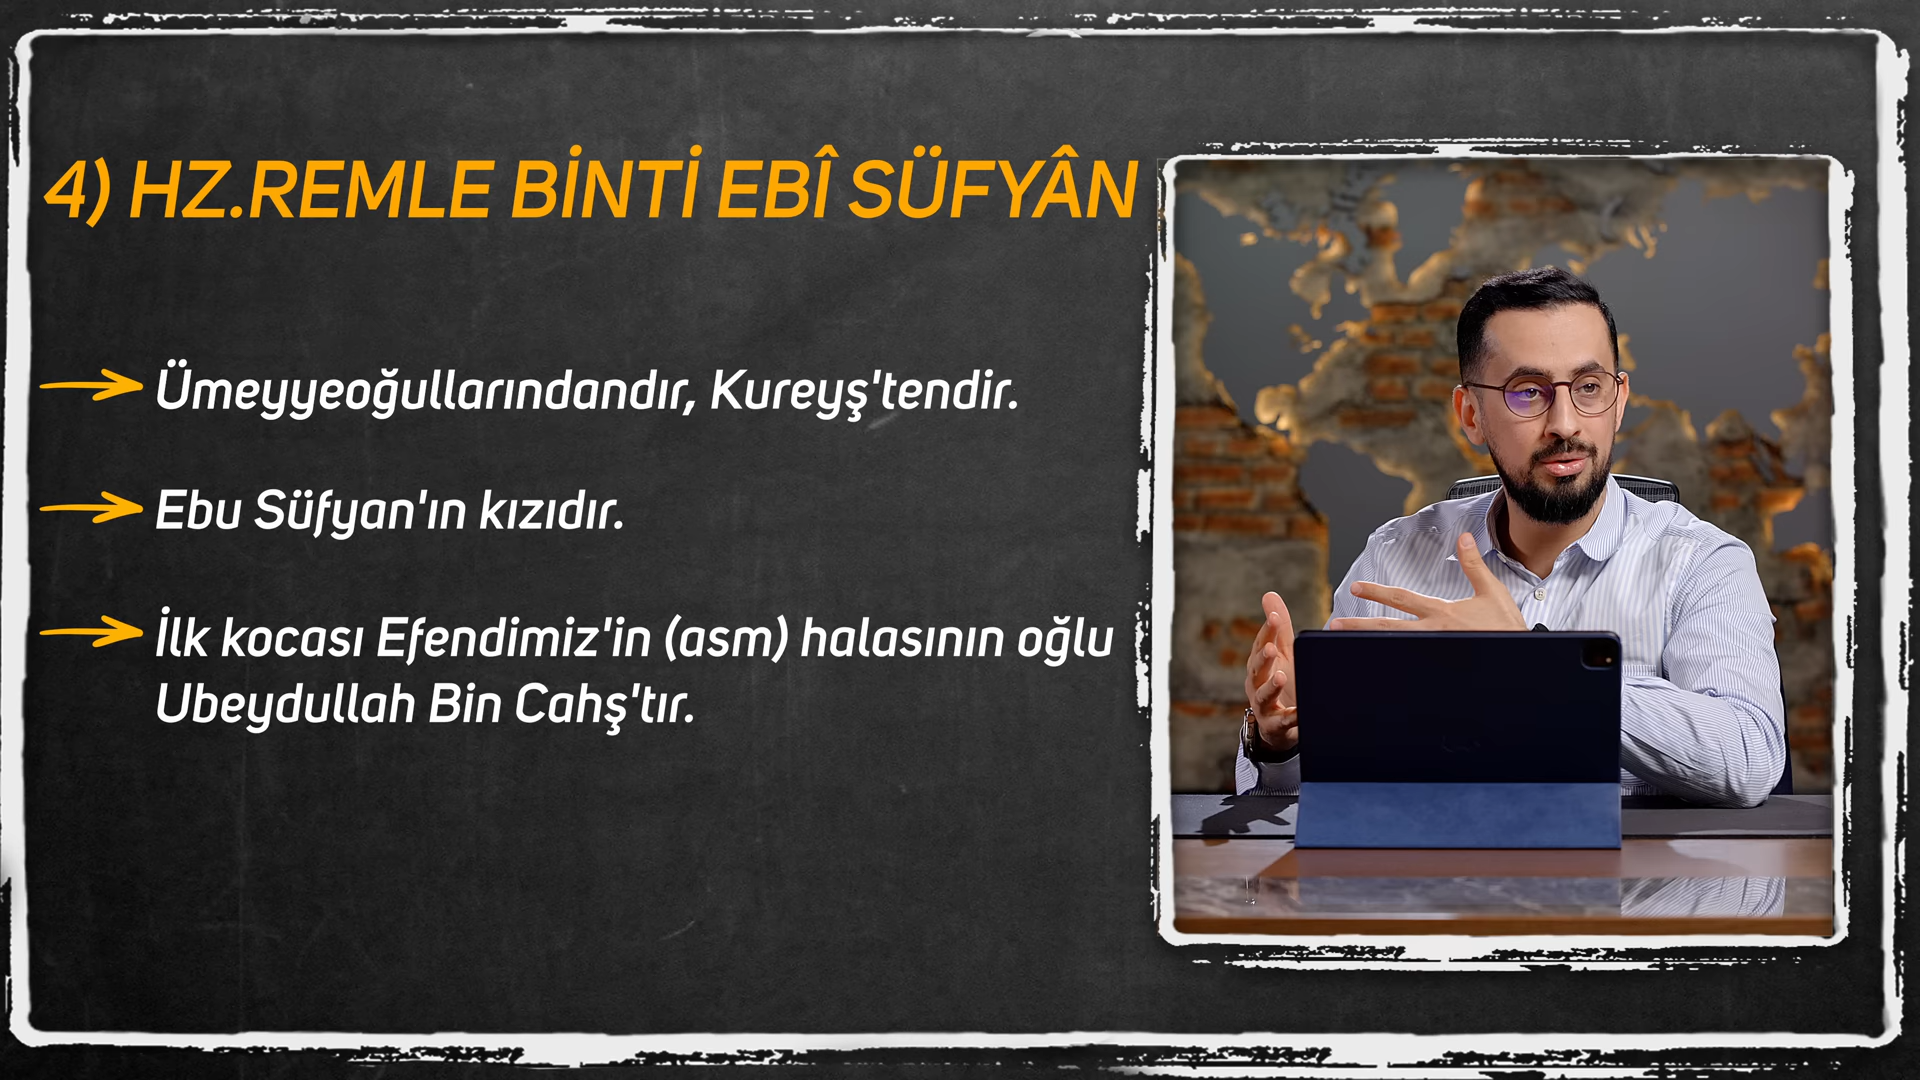 4) HZ.REMLE BİNTİ EBÎ SÜFYÂN
Ümeyyeoğullarındandır, Kureyş'tendir.
Ebu Süfyan'ın kızıdır.
İlk kocası Efendimiz'in (asm) halasının oğlu
Ubeydullah Bin Cahş'tır.